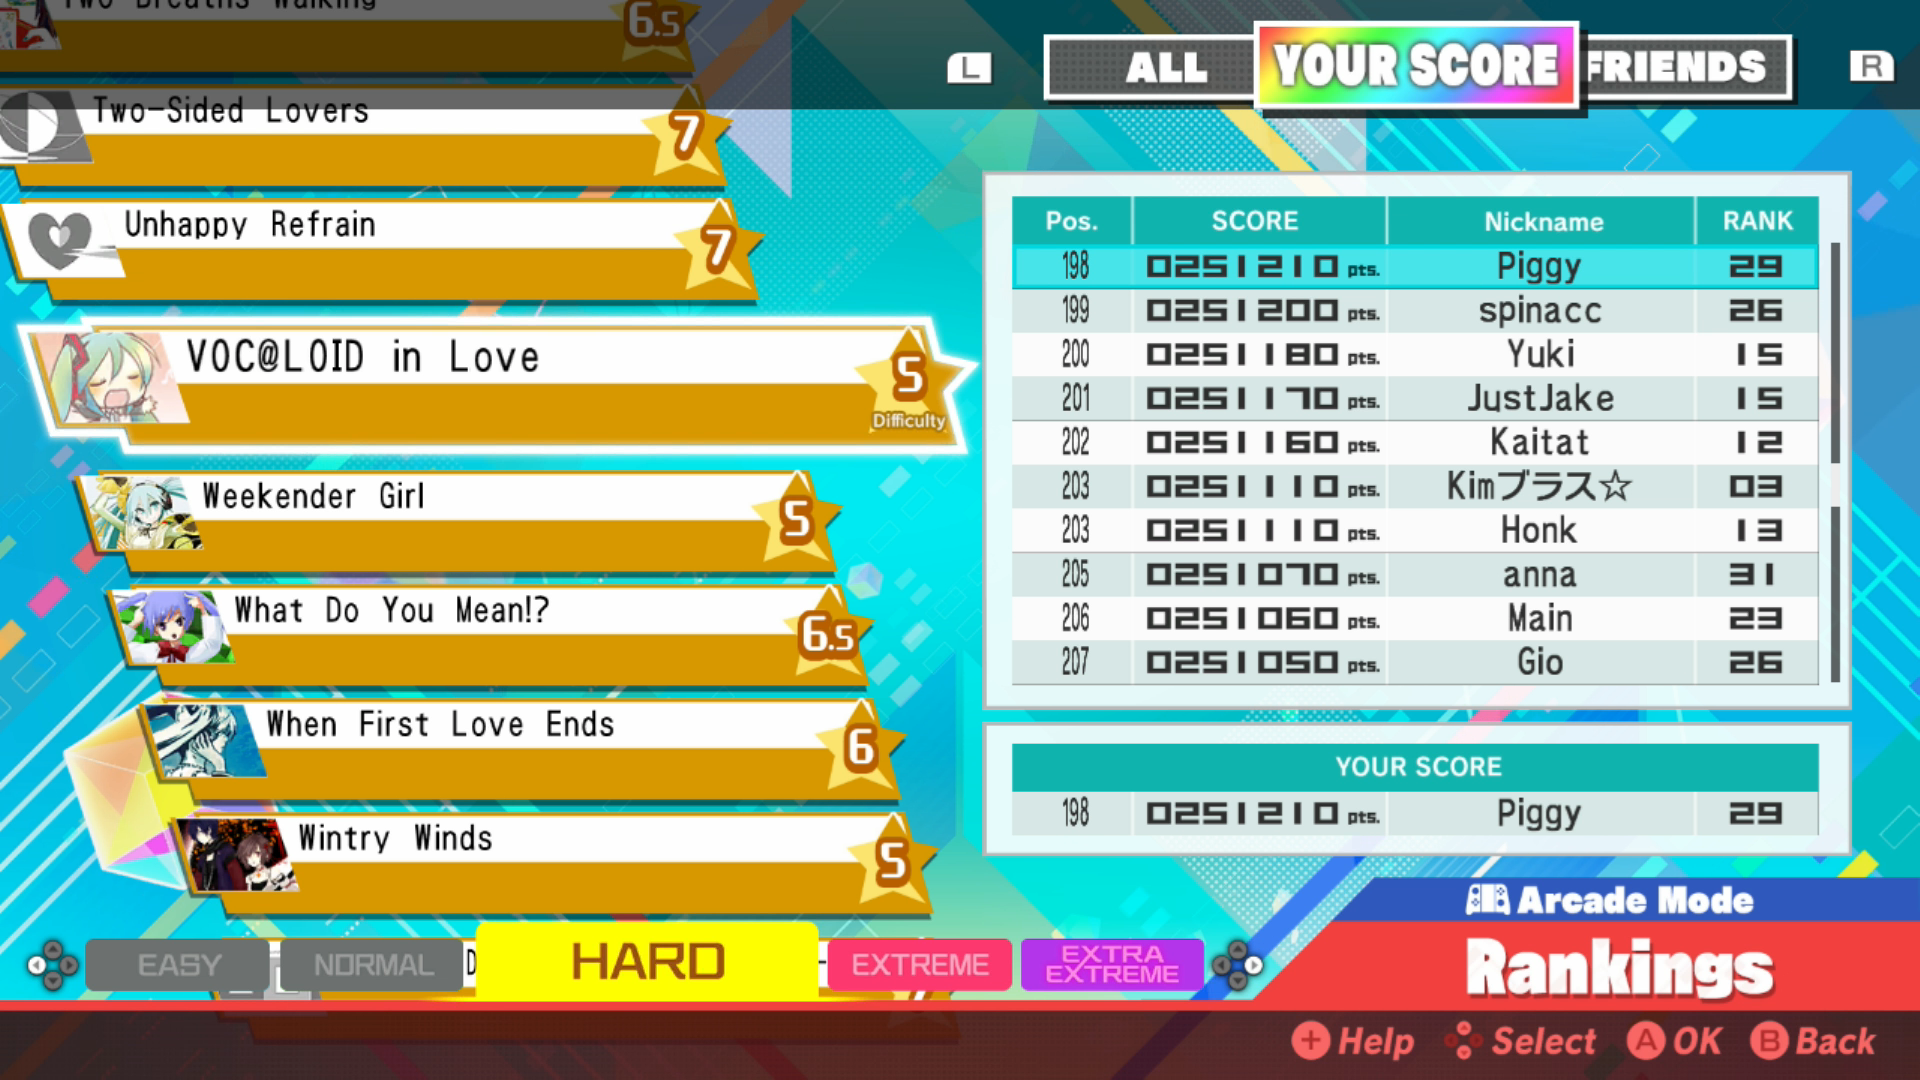 Two Breaths Walking
6.5
Two-Sided Lovers
7
Unhappy Refrain
7
VOC@LOID in Love
5
Difficulty
Weekender Girl
5
What Do You Mean!?
6.5
When First Love Ends
6
Wintry Winds
5
EASY
NORMAL
HARD
EXTREME
EXTRA
EXTREME
L
ALL
YOUR SCORE
FRIENDS
R
Pos. SCORE Nickname RANK
198 0251210 pts. Piggy 29
199 0251200 pts. spinacc 26
200 0251180 pts. Yuki 15
201 0251170 pts. JustJake 15
202 0251160 pts. Kaitat 12
203 0251110 pts. Kimブラス☆ 03
203 0251110 pts. Honk 13
205 0251070 pts. anna 31
206 0251060 pts. Main 23
207 0251050 pts. Gio 26
YOUR SCORE
198 0251210 pts. Piggy 29
Arcade Mode
Rankings
+ Help Select A OK B Back